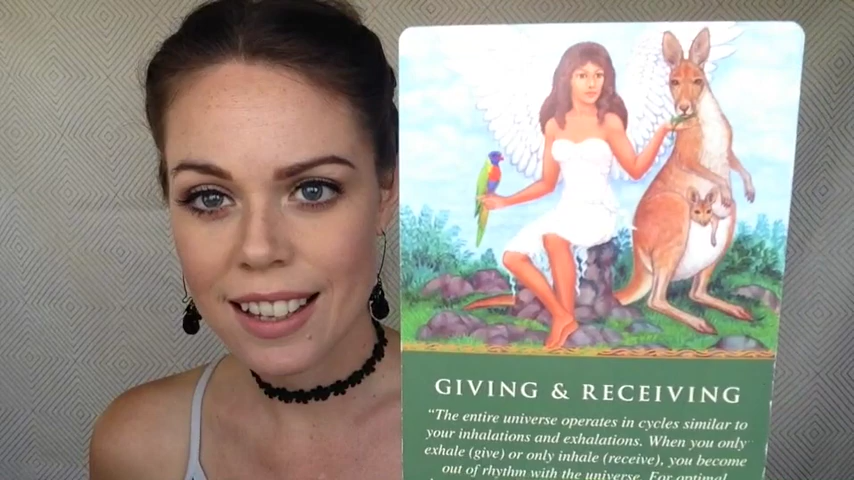 GIVING & RECEIVING
"The entire universe operates in cycles similar to
your inhalations and exhalations. When you only
exhale (give) or only inhale (receive), you become
out of rhythm with the universe. For optimal